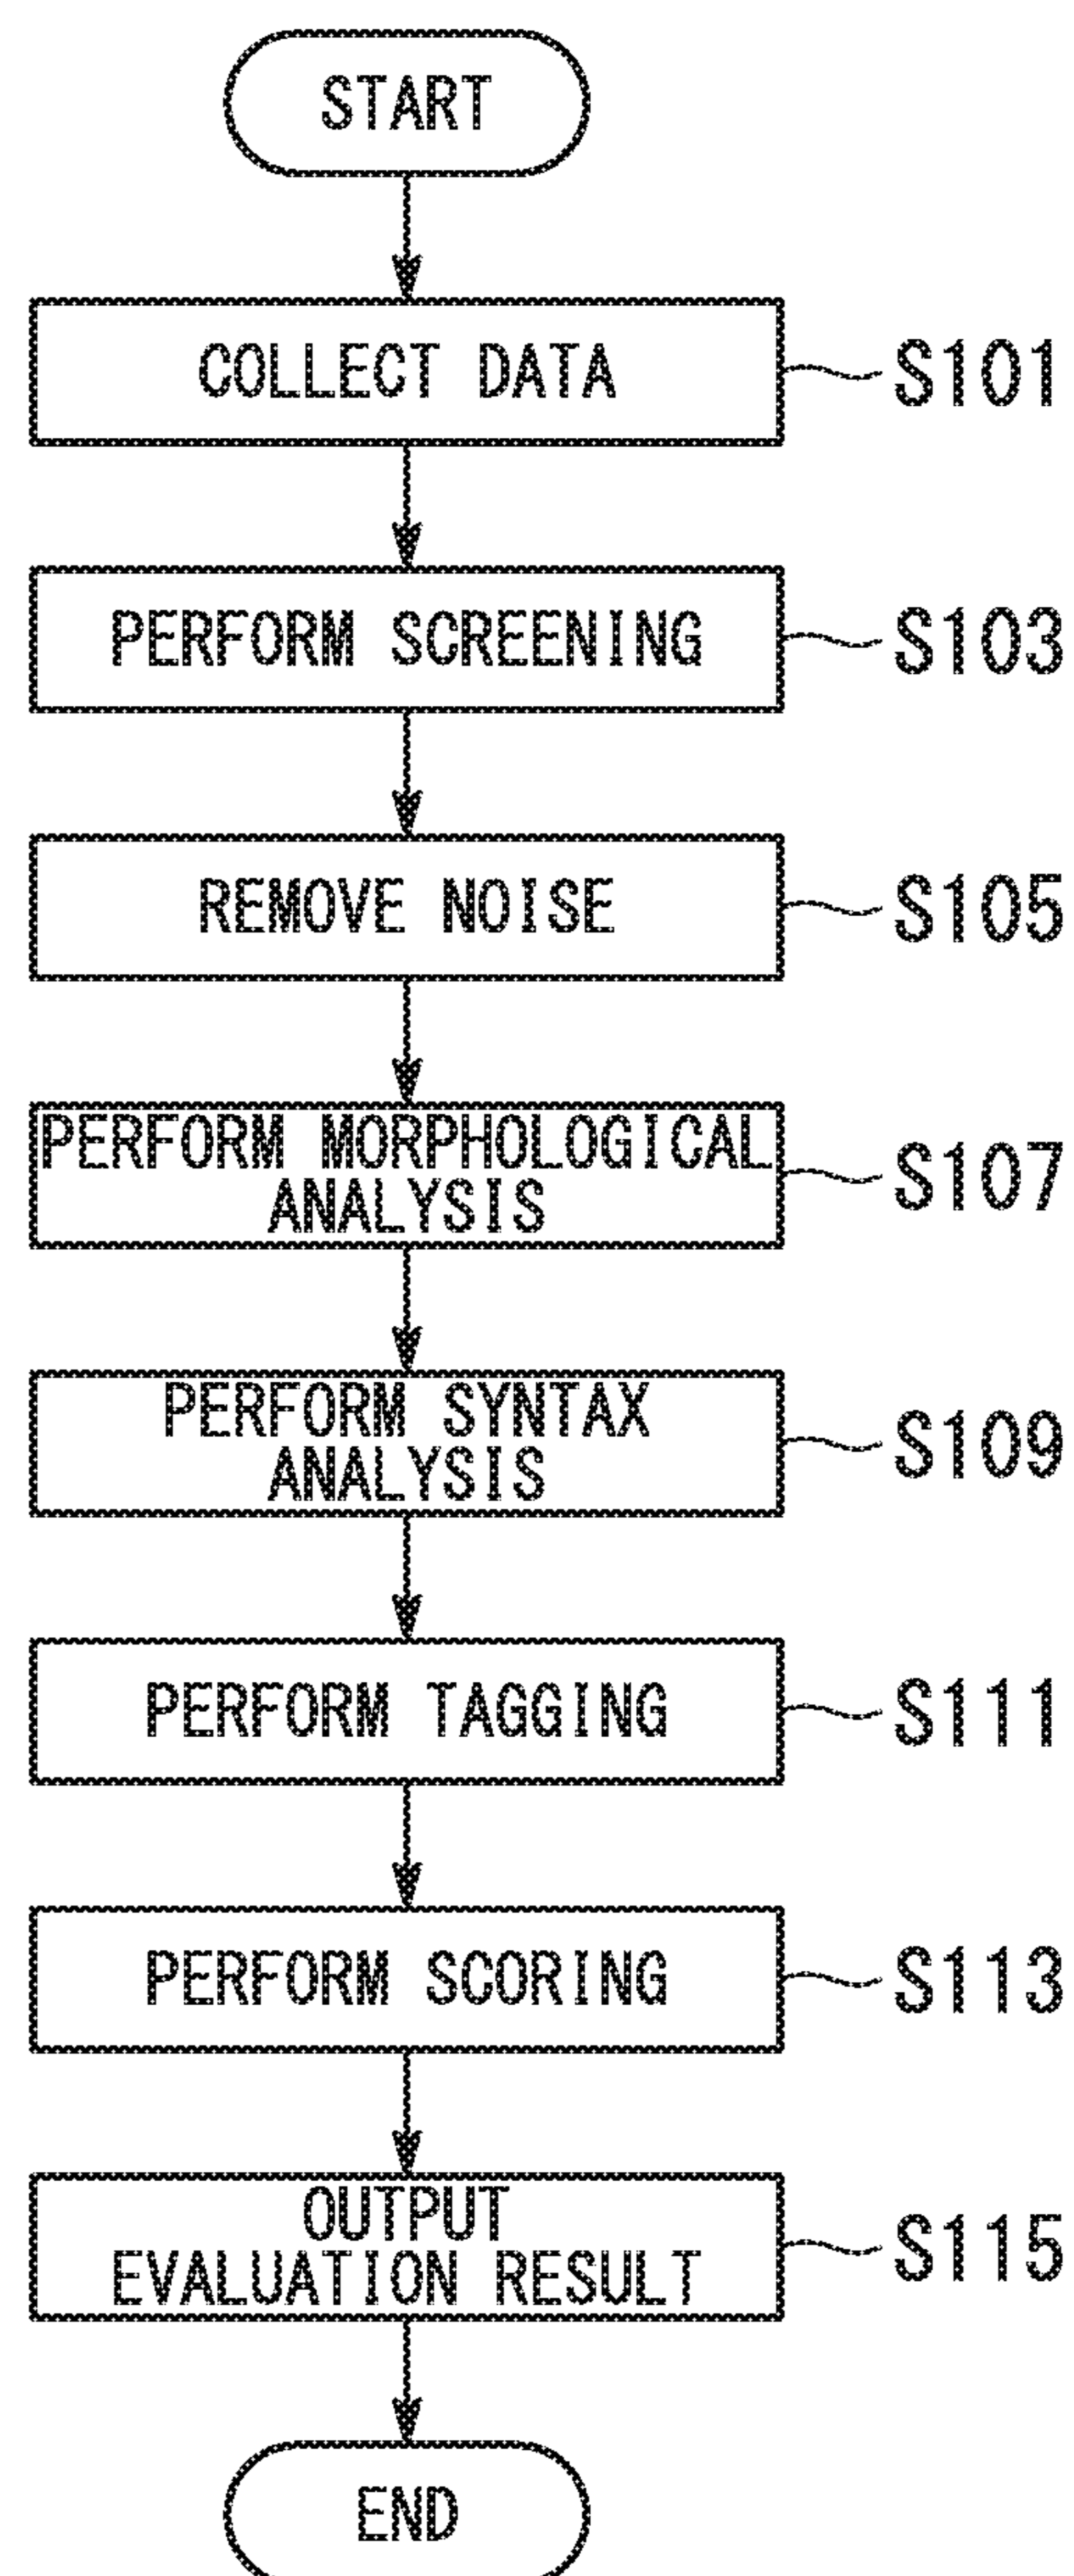 START
COLLECT DATA
S101
PERFORM SCREENING
S103
REMOVE NOISE
S105
PERFORM MORPHOLOGICAL
ANALYSIS
S107
PERFORM SYNTAX
ANALYSIS
S109
PERFORM TAGGING
S111
PERFORM SCORING
S113
OUTPUT
EVALUATION RESULT
S115
END